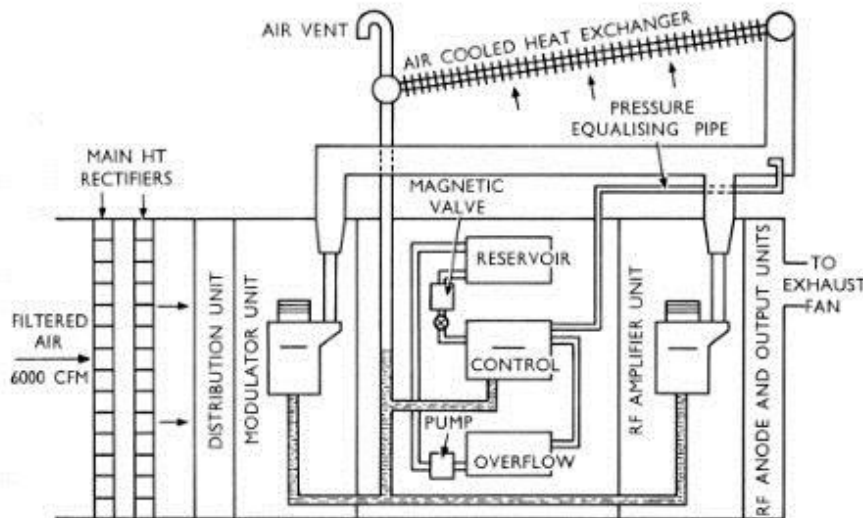 AIR VENT
AIR COOLED HEAT EXCHANGER
PRESSURE
EQUALISING PIPE
MAIN HT
RECTIFIERS
MAGNETIC
VALVE
RESERVOIR
TO
EXHAUST
FAN
FILTERED
AIR
6000 CFM
DISTRIBUTION UNIT
MODULATOR UNIT
CONTROL
RF AMPLIFIER UNIT
RF ANODE AND OUTPUT UNITS
PUMP
OVERFLOW